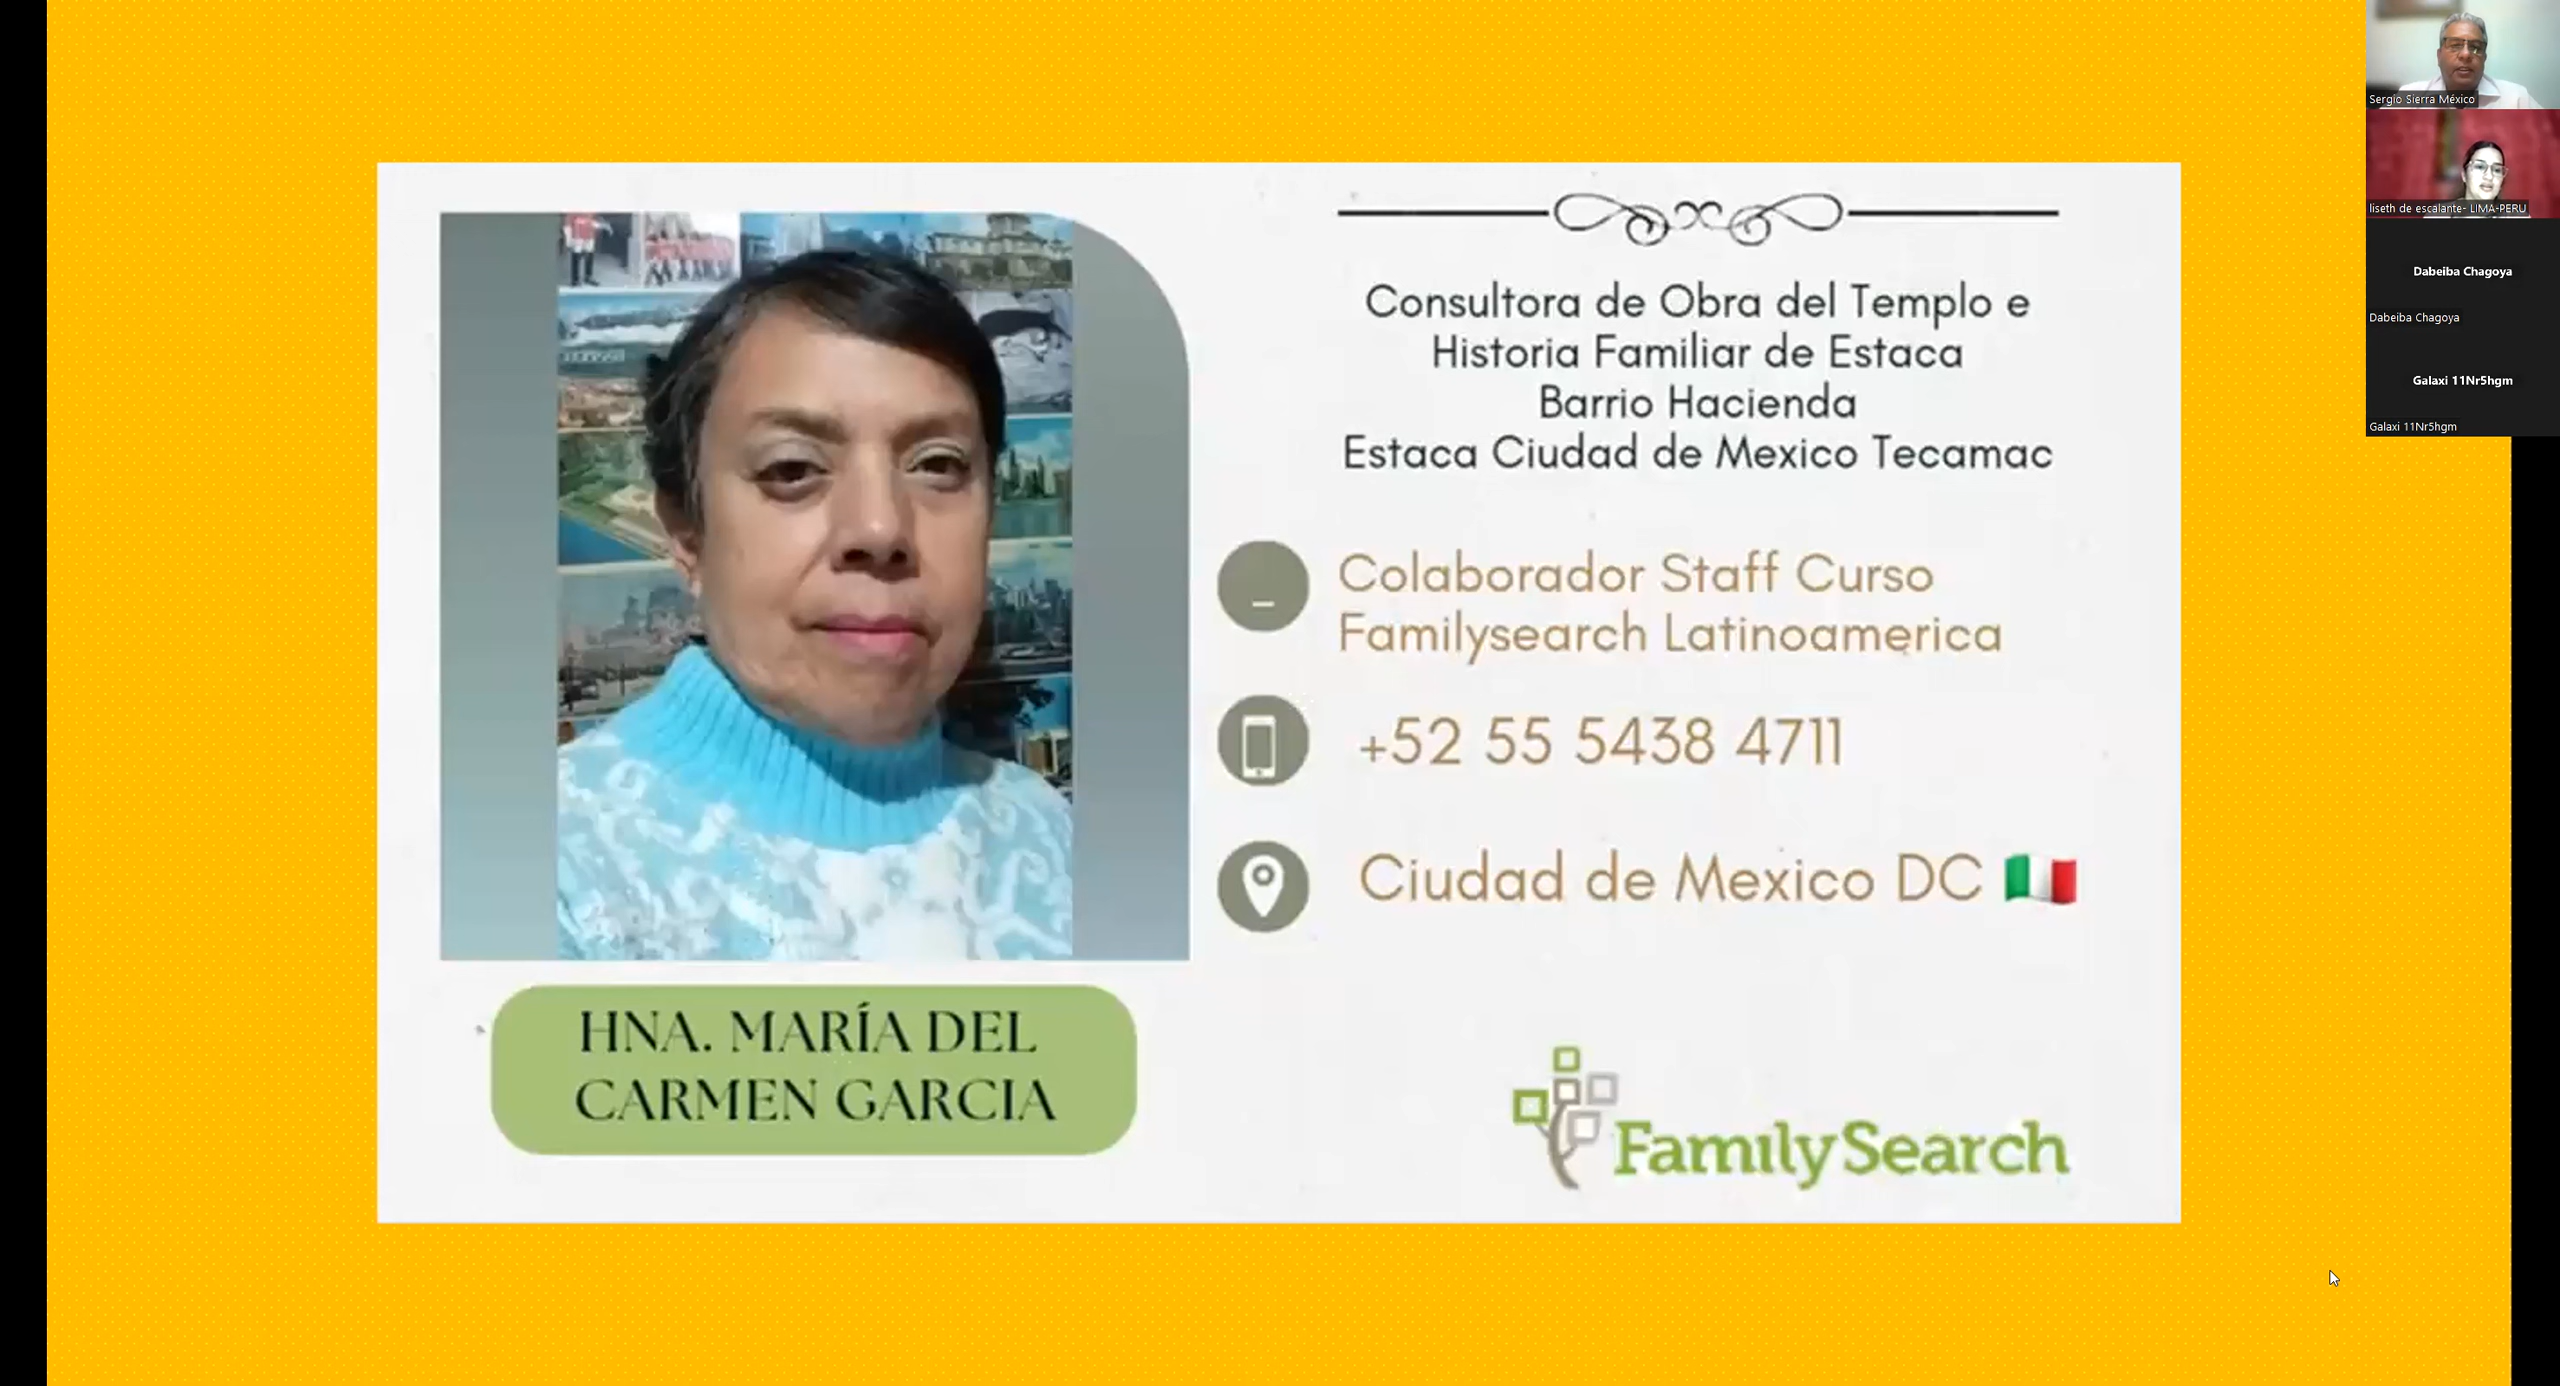 Consultora de Obra del Templo e
Historia Familiar de Estaca
Barrio Hacienda
Estaca Ciudad de Mexico Tecamac
Colaborador Staff Curso
Familysearch Latinoamerica
+52 55 5438 4711
Ciudad de Mexico DC
HNA. MARÍA DEL
CARMEN GARCIA
FamilySearch
Sergio Sierra México
liseth de escalante- LIMA-PERU
Dabeiba Chagoya
Dabeiba Chagoya
Galaxi 11Nr5hgm
Galaxi 11Nr5hgm